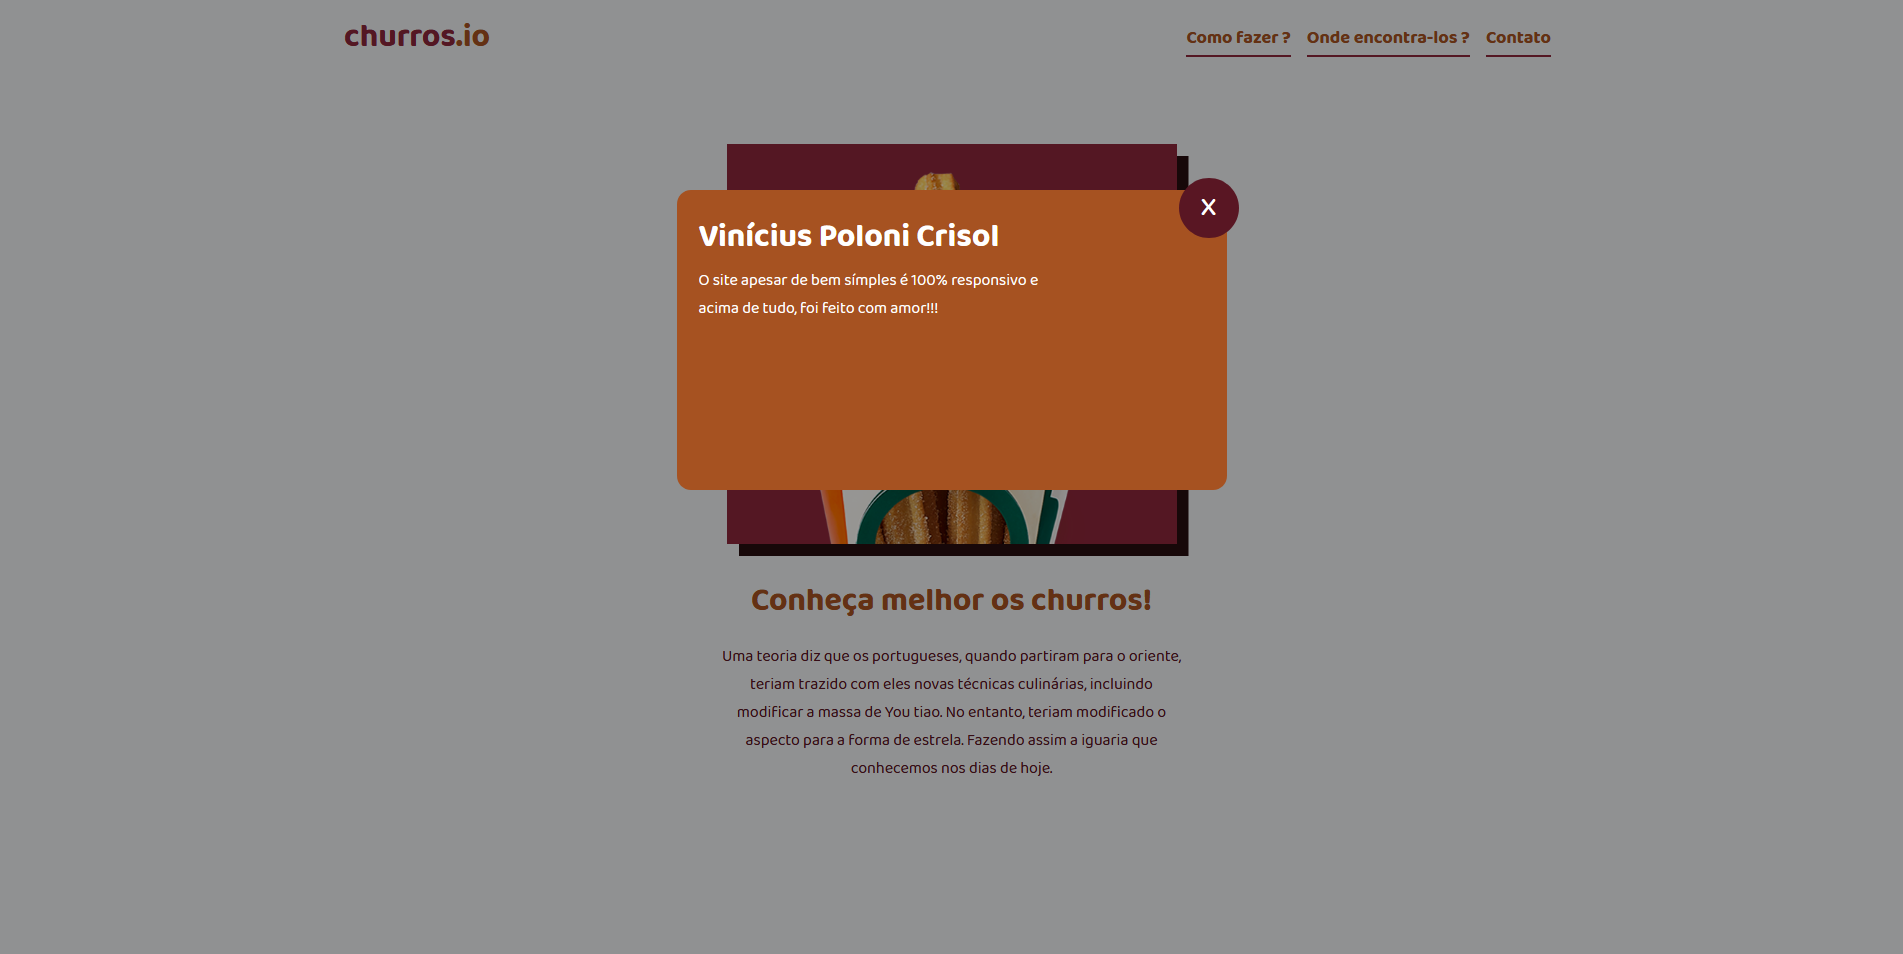 churros.io
Como fazer ?
Onde encontra-los ?
Contato
X
Vinícius Poloni Crisol
O site apesar de bem símples é 100% responsivo e
acima de tudo, foi feito com amor!!!
Conheça melhor os churros!
Uma teoria diz que os portugueses, quando partiram para o oriente,
teriam trazido com eles novas técnicas culinárias, incluindo
modificar a massa de You tiao. No entanto, teriam modificado o
aspecto para a forma de estrela. Fazendo assim a iguaria que
conhecemos nos dias de hoje.